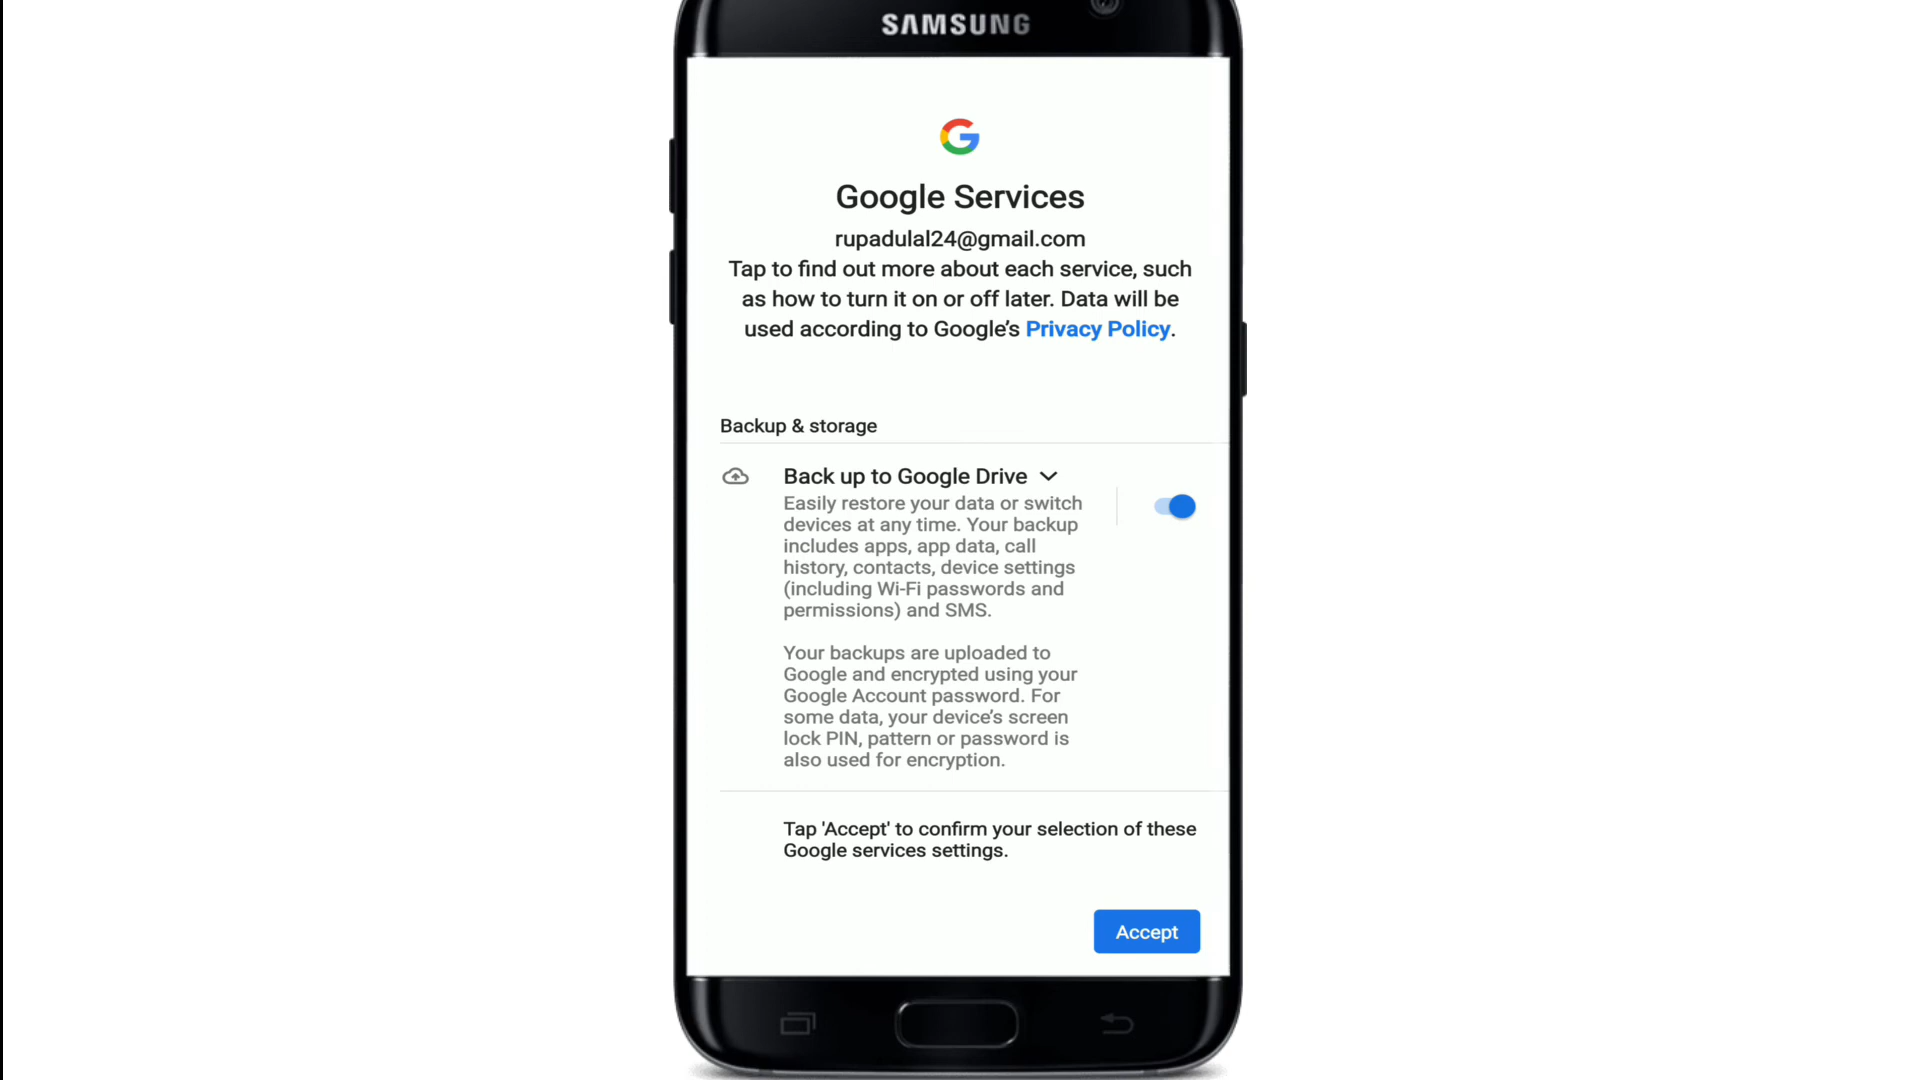 SAMSUNG
Google Services
rupadulal24@gmail.com
Tap to find out more about each service, such
as how to turn it on or off later. Data will be
used according to Google’s Privacy Policy.
Backup & storage
Back up to Google Drive
Easily restore your data or switch
devices at any time. Your backup
includes apps, app data, call
history, contacts, device settings
(including Wi-Fi passwords and
permissions) and SMS.
Your backups are uploaded to
Google and encrypted using your
Google Account password. For
some data, your device’s screen
lock PIN, pattern or password is
also used for encryption.
Tap 'Accept' to confirm your selection of these
Google services settings.
Accept